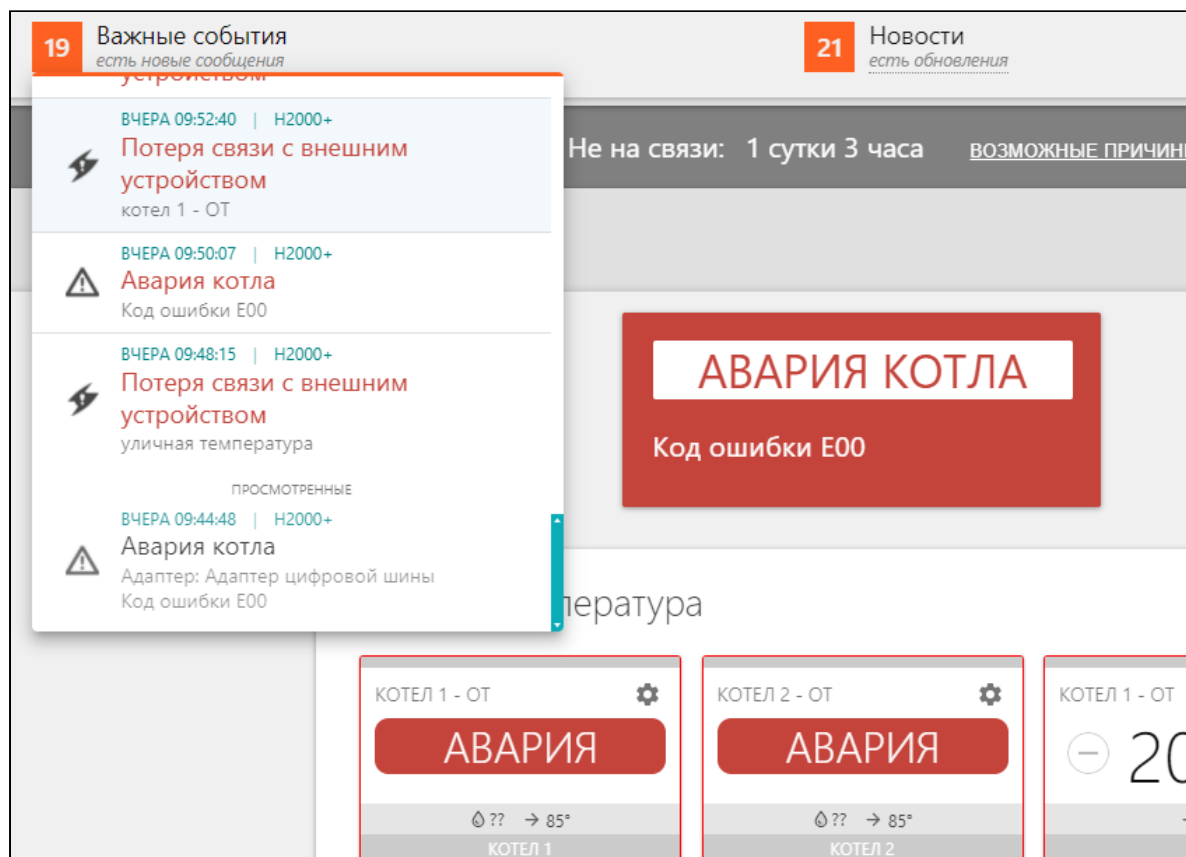 19
Важные события
есть новые сообщения
21
Новости
есть обновления
устройством
ВЧЕРА 09:52:40 | H2000+
Потеря связи с внешним
устройством
котел 1 - ОТ
Не на связи: 1 сутки 3 часа
ВОЗМОЖНЫЕ ПРИЧИНЫ
ВЧЕРА 09:50:07 | H2000+
Авария котла
Код ошибки E00
ВЧЕРА 09:48:15 | H2000+
Потеря связи с внешним
устройством
уличная температура
ПРОСМОТРЕННЫЕ
ВЧЕРА 09:44:48 | H2000+
Авария котла
Адаптер: Адаптер цифровой шины
Код ошибки E00
АВАРИЯ КОТЛА
Код ошибки E00
пература
КОТЕЛ 1 - ОТ
АВАРИЯ
?? → 85°
КОТЕЛ 1
КОТЕЛ 2 - ОТ
АВАРИЯ
?? → 85°
КОТЕЛ 2
КОТЕЛ 1 - ОТ
20